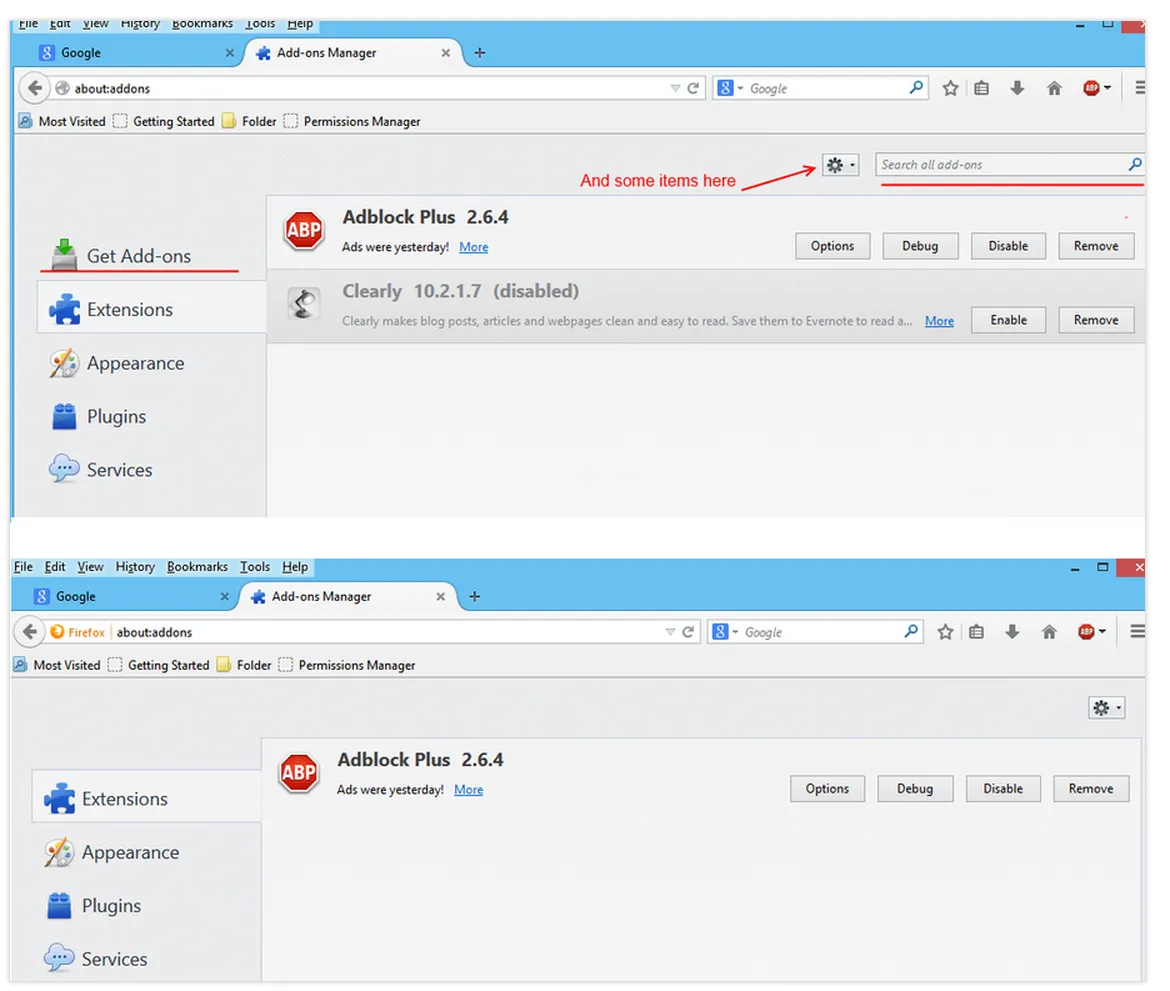 File Edit View History Bookmarks Tools Help
Google Add-ons Manager
about:addons Google ABP
Most Visited Getting Started Folder Permissions Manager
Search all add-ons
And some items here
ABP Adblock Plus 2.6.4
Ads were yesterday! More Options Debug Disable Remove
Get Add-ons
Clearly 10.2.1.7 (disabled)
Extensions
Clearly makes blog posts, articles and webpages clean and easy to read. Save them to Evernote to read a... More Enable Remove
Appearance
Plugins
Services
File Edit View History Bookmarks Tools Help
Google Add-ons Manager
Firefox about:addons Google ABP
Most Visited Getting Started Folder Permissions Manager
ABP Adblock Plus 2.6.4
Ads were yesterday! More Options Debug Disable Remove
Extensions
Appearance
Plugins
Services